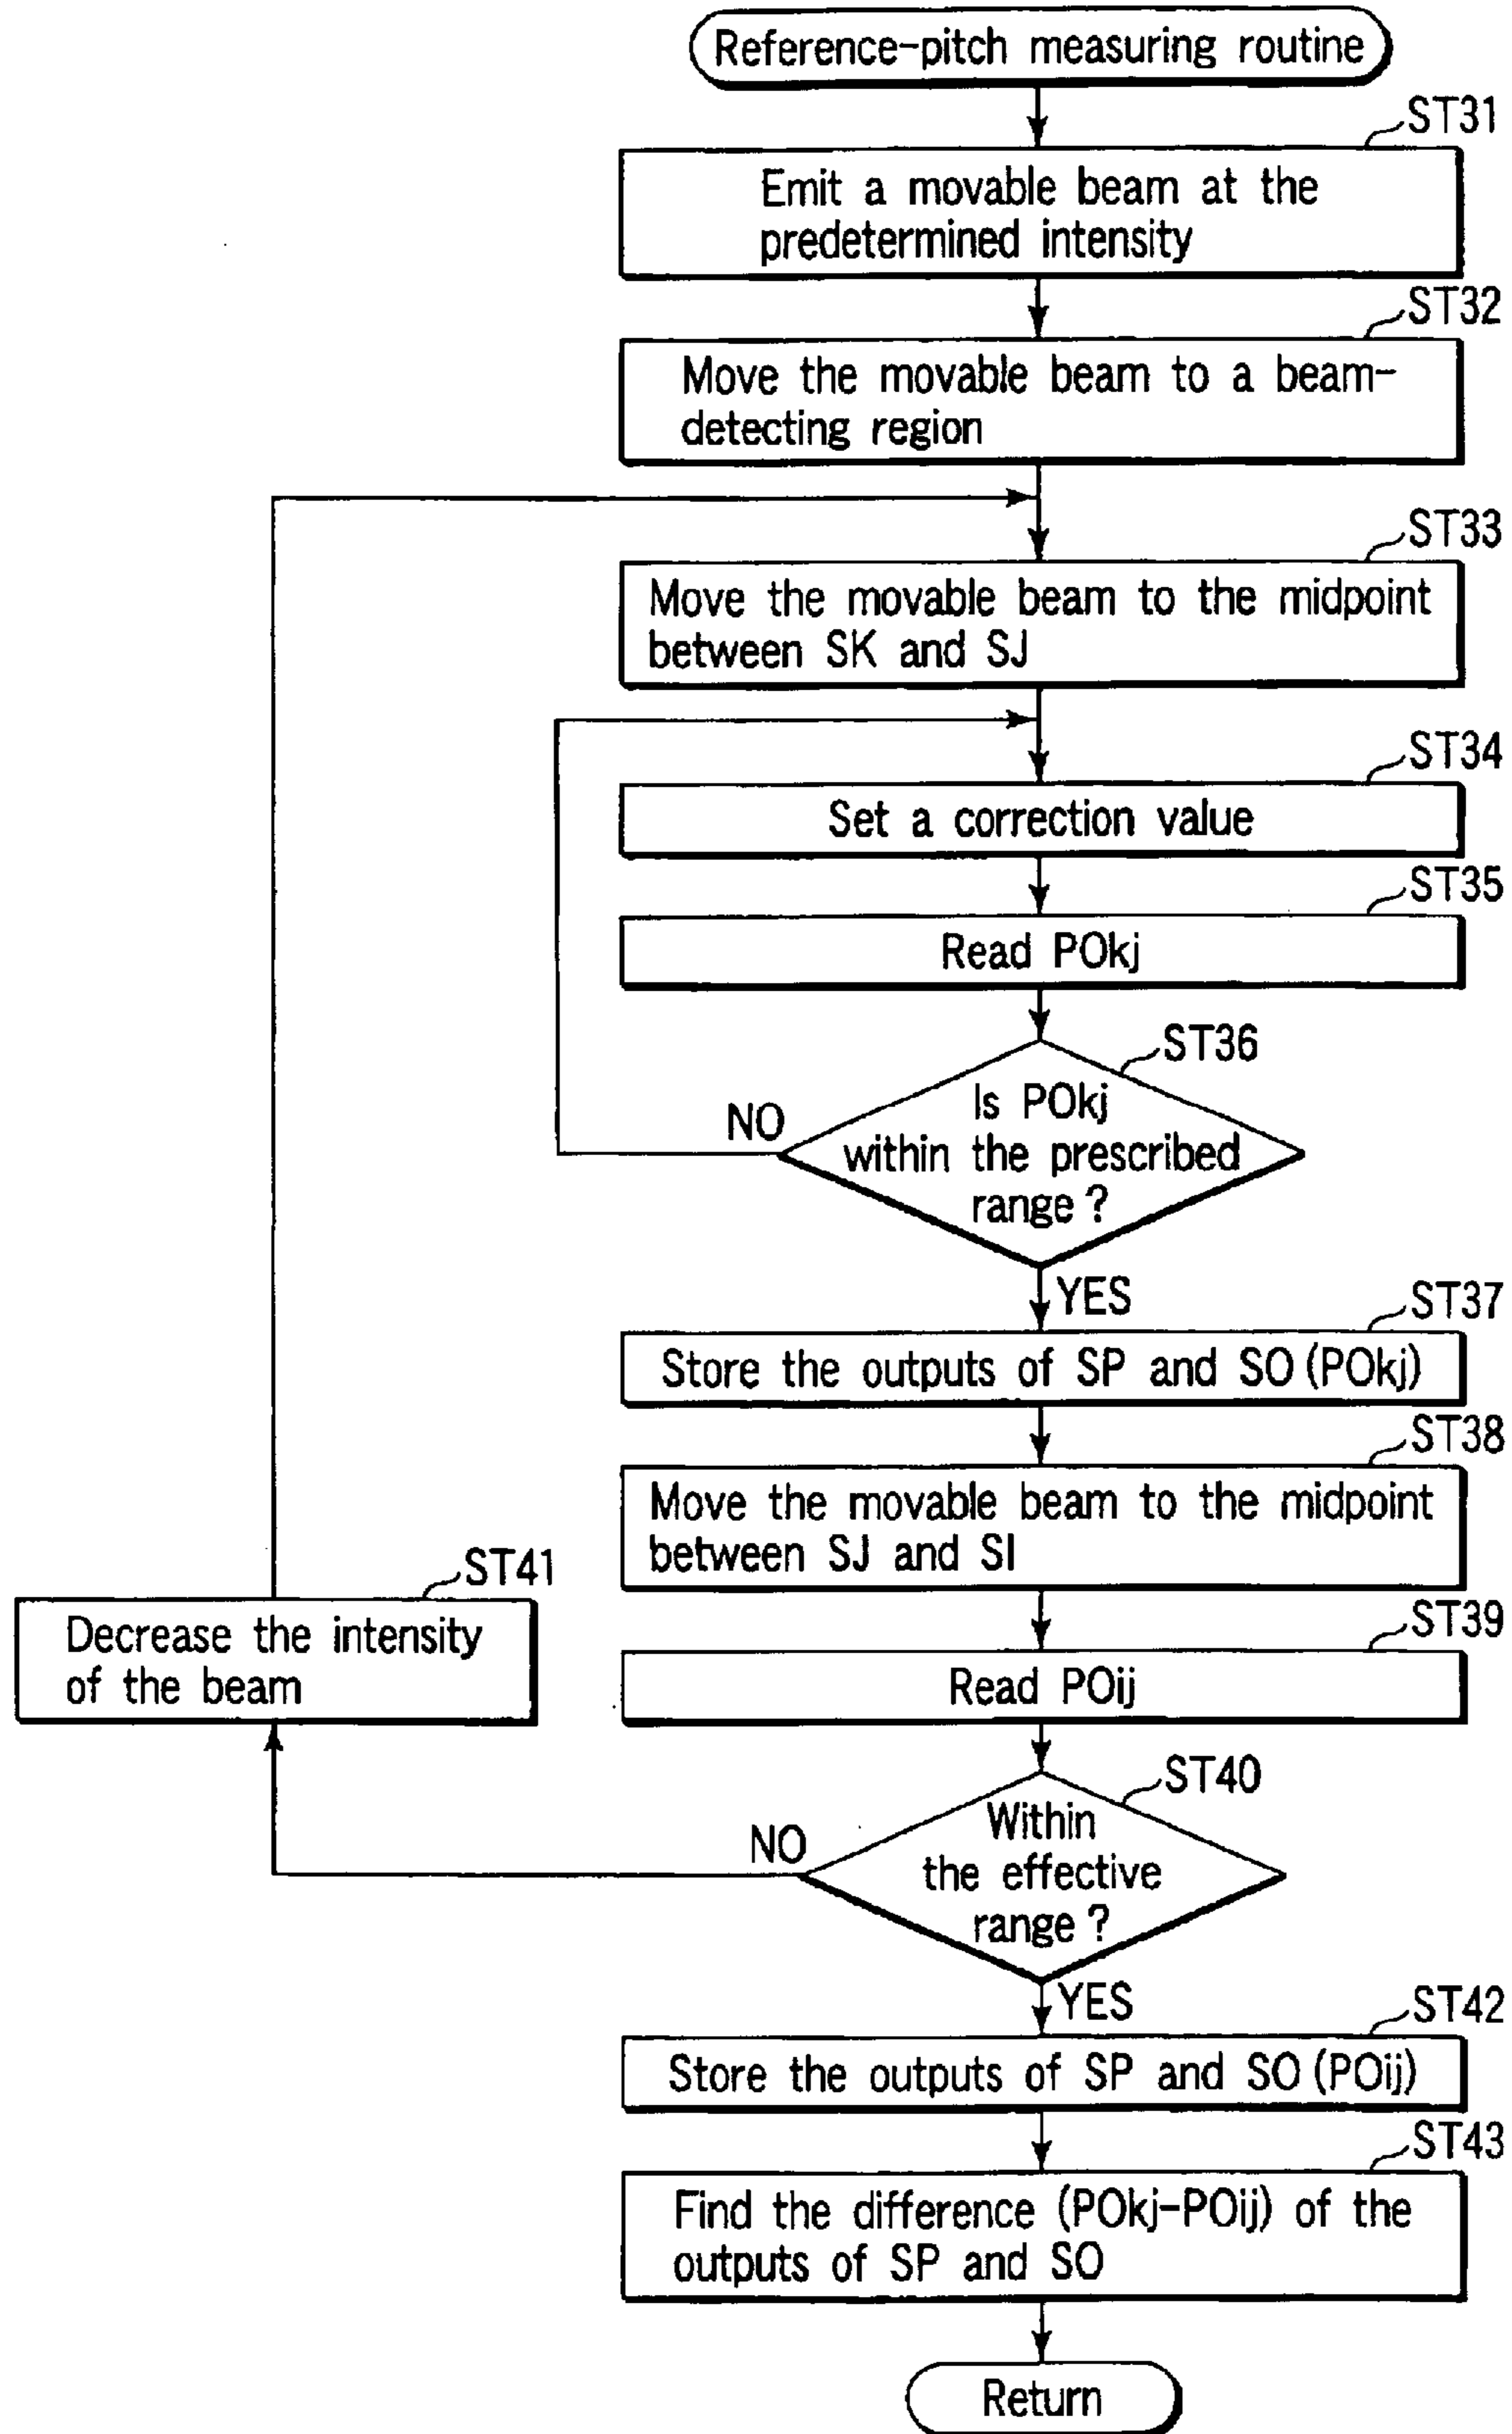 Reference-pitch measuring routine
ST31
Emit a movable beam at the
predetermined intensity
ST32
Move the movable beam to a beam-
detecting region
ST33
Move the movable beam to the midpoint
between SK and SJ
ST34
Set a correction value
ST35
Read POkj
ST36
Is POkj
within the prescribed
range ?
NO
YES
ST37
Store the outputs of SP and SO (POkj)
ST38
Move the movable beam to the midpoint
between SJ and SI
ST41
Decrease the intensity
of the beam
ST39
Read POij
ST40
Within
the effective
range ?
NO
YES
ST42
Store the outputs of SP and SO (POij)
ST43
Find the difference (POkj-POij) of the
outputs of SP and SO
Return